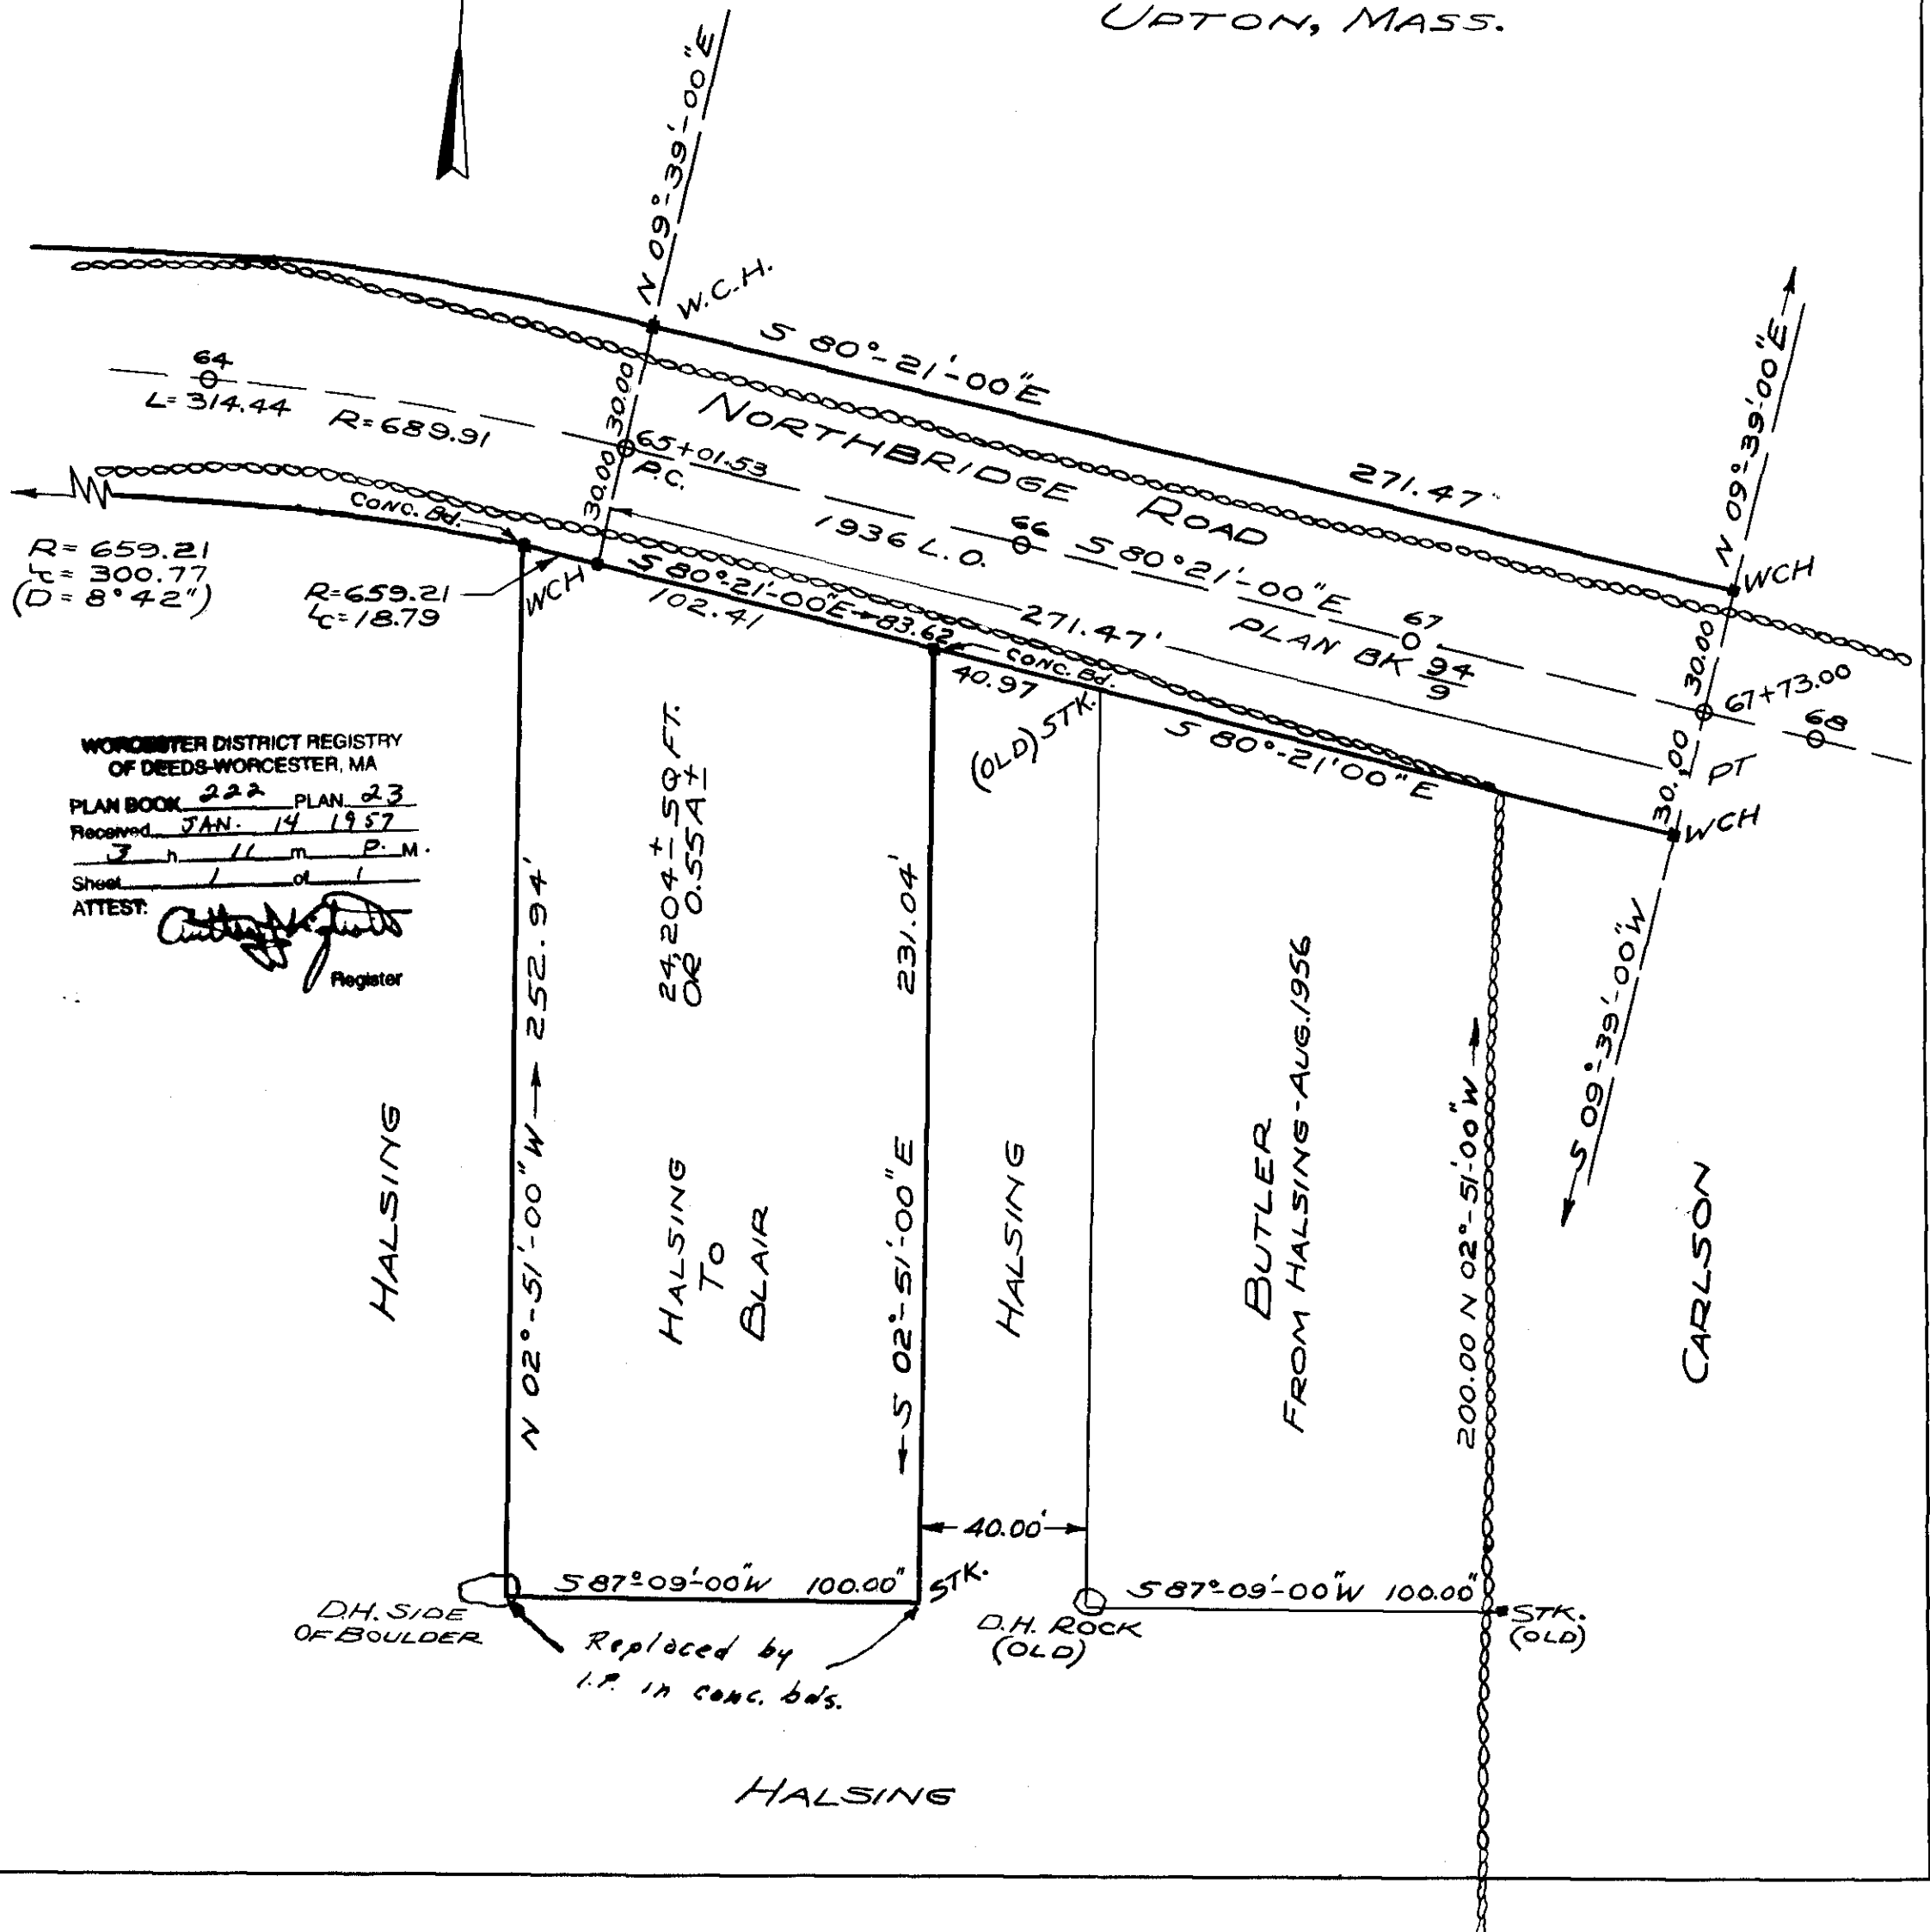 UPTON, MASS.
N 09°-39'-00"E
W.C.H.
S 80°-21'-00"E
271.47'
N 09°-39'-00"E
WCH
64
L= 314.44
R=689.91
30.00
30.00
65+01.53
P.C.
NORTHBRIDGE ROAD
1936 L.O.
66
S 80°21'-00"E
67
PLAN BK 94
9
30.00
67+73.00
68
30.00
PT
WCH
CONC. Bd.
R= 659.21
Lc= 300.77
(D = 8°42")
R=659.21
Lc=18.79
WCH
S 80°-21'-00"E
83.62
102.41
271.47'
CONC. Bd.
40.97
(OLD) STK.
S 80°-21'00"E
WORCESTER DISTRICT REGISTRY
OF DEEDS-WORCESTER, MA
PLAN BOOK 222 PLAN 23
Received JAN. 14 1957
3 h 11 m P. M.
Sheet 1 of 1
ATTEST:
Register
HALSING
N 02°-51'-00"W 252.94'
24,204± SQ FT.
OR 0.55A±
HALSING
TO
BLAIR
231.04'
S 02°-51'-00"E
HALSING
BUTLER
FROM HALSING-AUG.1956
200.00 N 02°-51'-00"W
S 09°-39'-00"W
CARLSON
40.00'
S 87°-09'-00"W 100.00"
STK.
S 87°-09'-00"W 100.00"
D.H. SIDE
OF BOULDER
D.H. ROCK
(OLD)
STK.
(OLD)
Replaced by
I.P. in conc. bds.
HALSING